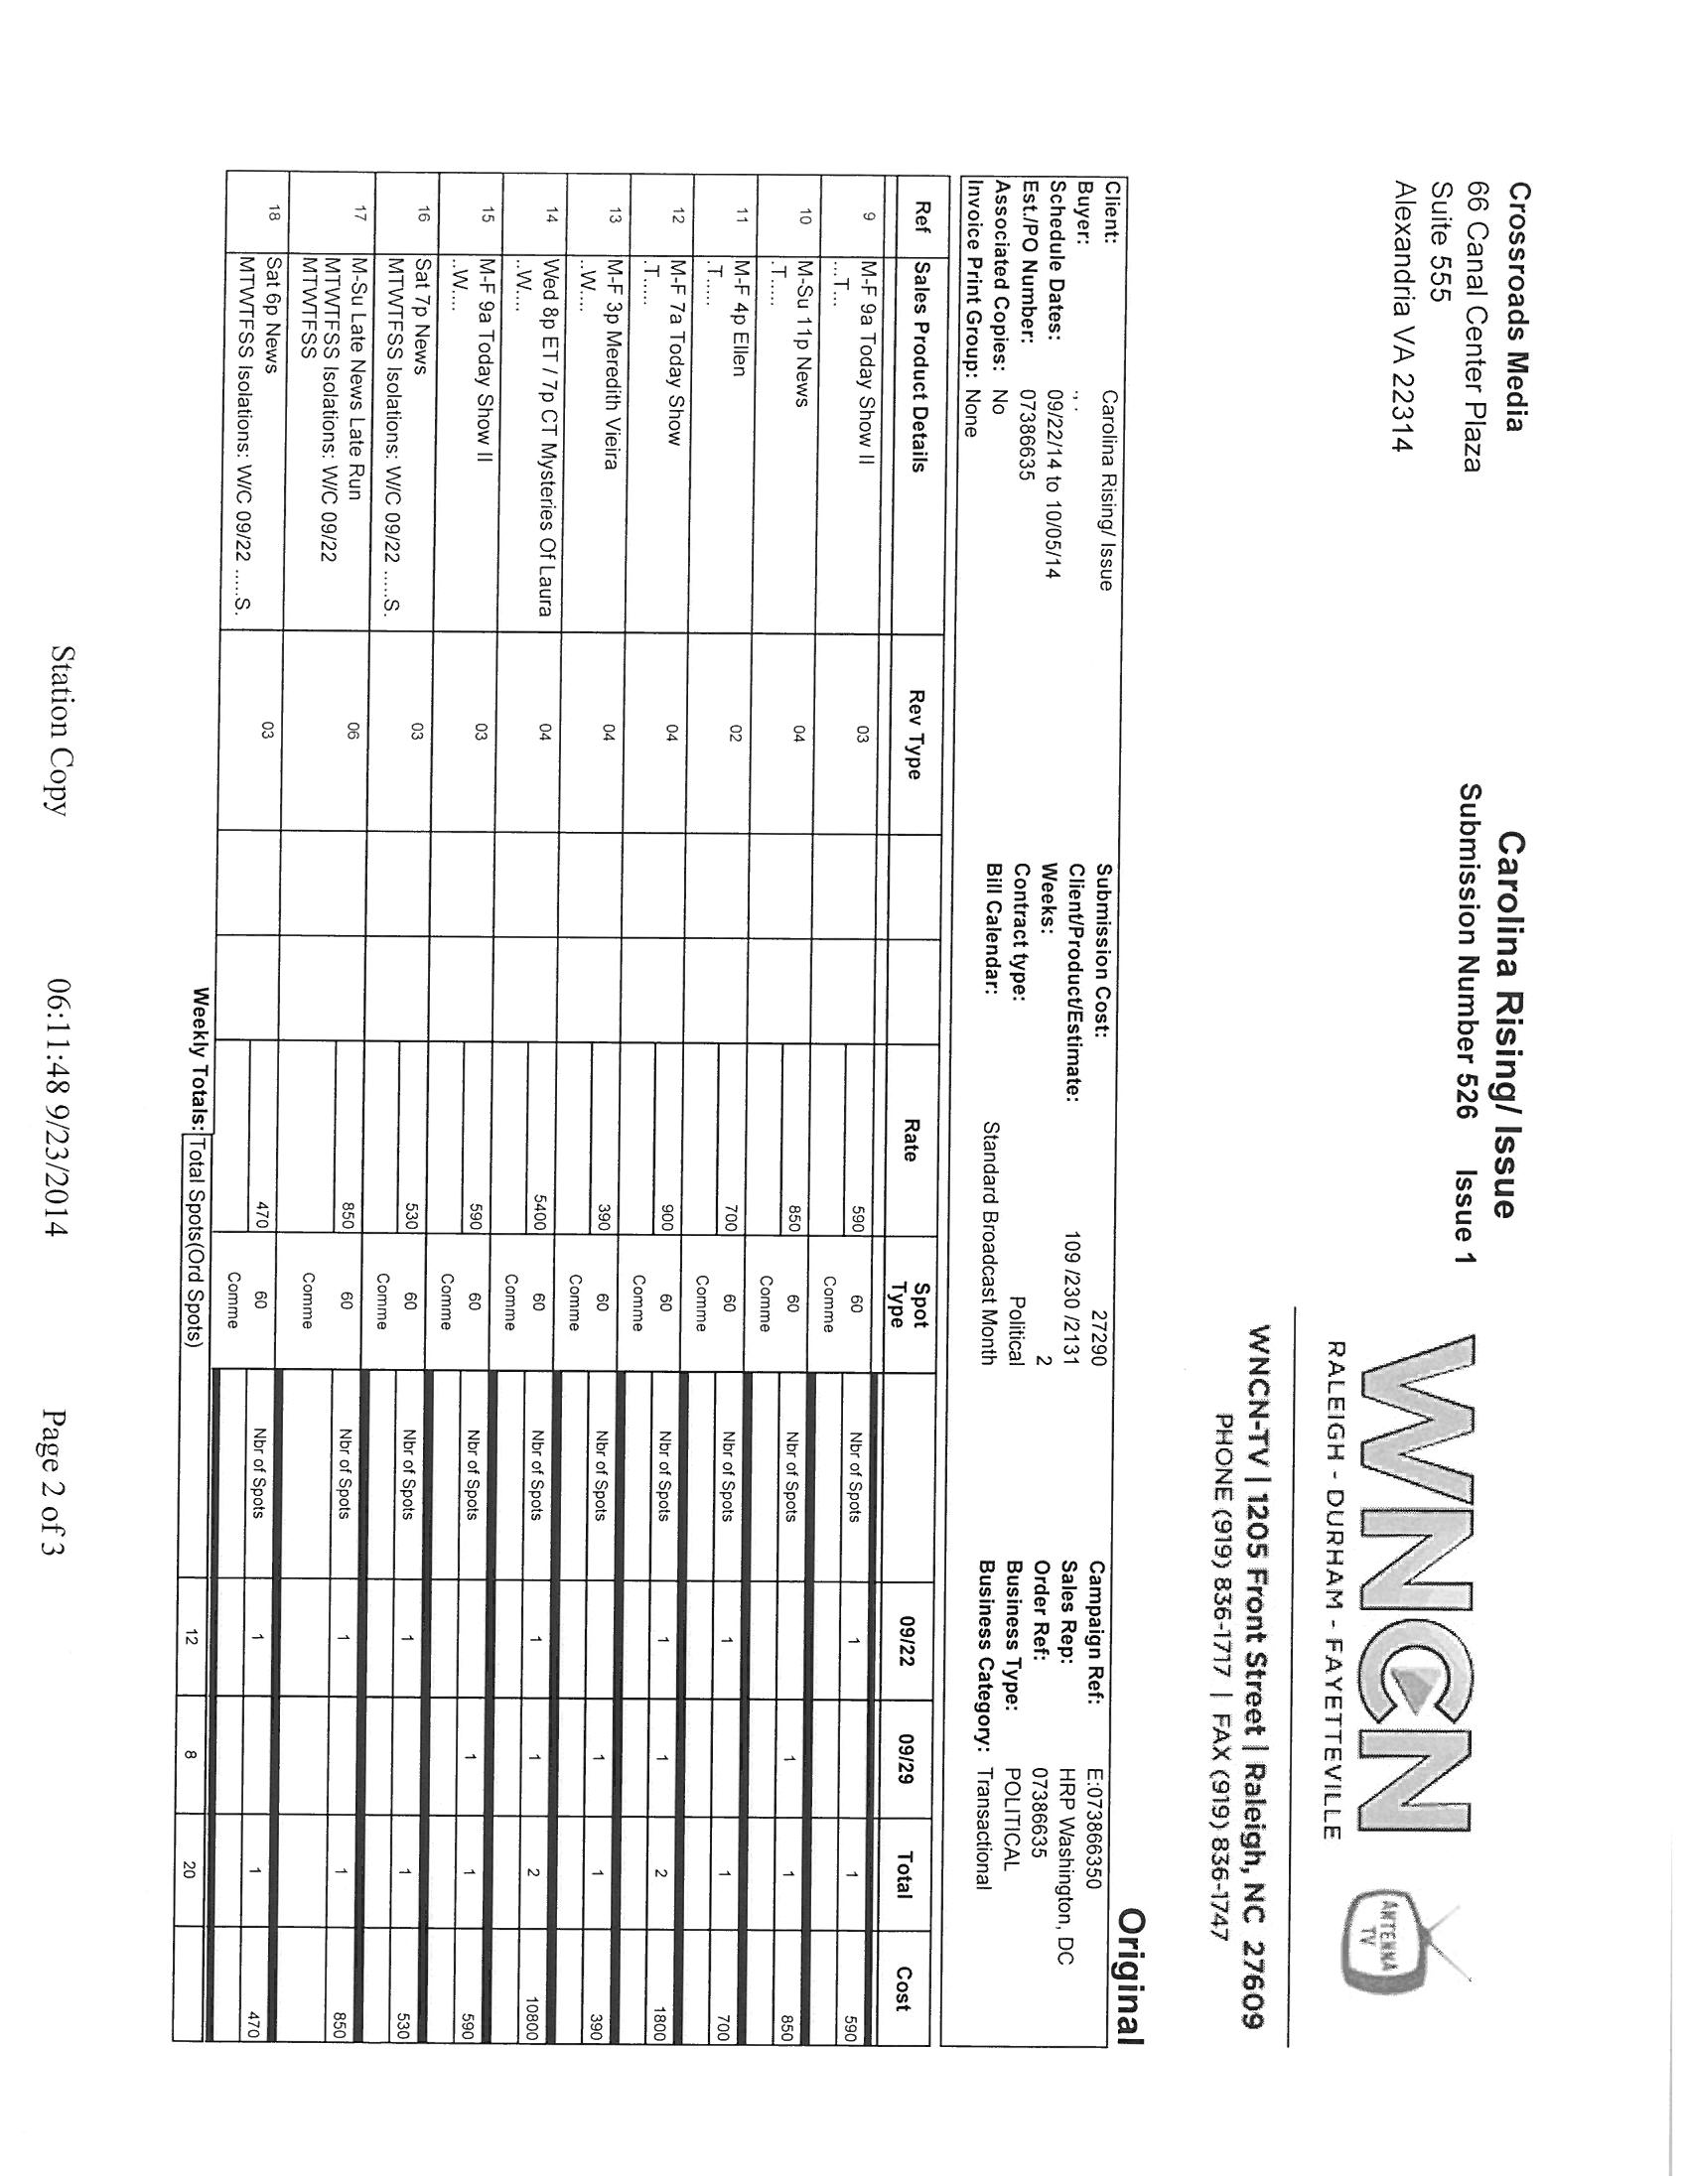 Crossroads Media
66 Canal Center Plaza
Suite 555
Alexandria VA 22314
Carolina Rising/ Issue
Submission Number 526 Issue 1
WNCN
RALEIGH - DURHAM - FAYETTEVILLE
ANTENNA TV
WNCN-TV | 1205 Front Street | Raleigh, NC 27609
PHONE (919) 836-1717 | FAX (919) 836-1747
Original
Client: Carolina Rising/ Issue Submission Cost: 27290 Campaign Ref: E:073866350
Buyer: ., . Client/Product/Estimate: 109 /230 /2131 Sales Rep: HRP Washington, DC
Schedule Dates: 09/22/14 to 10/05/14 Weeks: 2 Order Ref: 07386635
Est./PO Number: 07386635 Contract type: Political Business Type: POLITICAL
Associated Copies: No Bill Calendar: Standard Broadcast Month Business Category: Transactional
Invoice Print Group: None
Ref Sales Product Details Rev Type Rate Spot Type 09/22 09/29 Total Cost
9 M-F 9a Today Show II 03 590 60 Nbr of Spots 1 1 590
...T... Comme
10 M-Su 11p News 04 850 60 Nbr of Spots 1 1 850
.T..... Comme
11 M-F 4p Ellen 02 700 60 Nbr of Spots 1 1 700
.T..... Comme
12 M-F 7a Today Show 04 900 60 Nbr of Spots 1 1 2 1800
.T..... Comme
13 M-F 3p Meredith Vieira 04 390 60 Nbr of Spots 1 1 390
..W.... Comme
14 Wed 8p ET / 7p CT Mysteries Of Laura 04 5400 60 Nbr of Spots 1 1 2 10800
..W.... Comme
15 M-F 9a Today Show II 03 590 60 Nbr of Spots 1 1 590
..W.... Comme
16 Sat 7p News 03 530 60 Nbr of Spots 1 1 530
MTWTFSS Isolations: W/C 09/22 .....S. Comme
17 M-Su Late News Late Run 06 850 60 Nbr of Spots 1 1 850
MTWTFSS Isolations: W/C 09/22
MTWTFSS Comme
18 Sat 6p News 03 470 60 Nbr of Spots 1 1 470
MTWTFSS Isolations: W/C 09/22 .....S. Comme
Weekly Totals: Total Spots(Ord Spots) 12 8 20
Station Copy 06:11:48 9/23/2014 Page 2 of 3